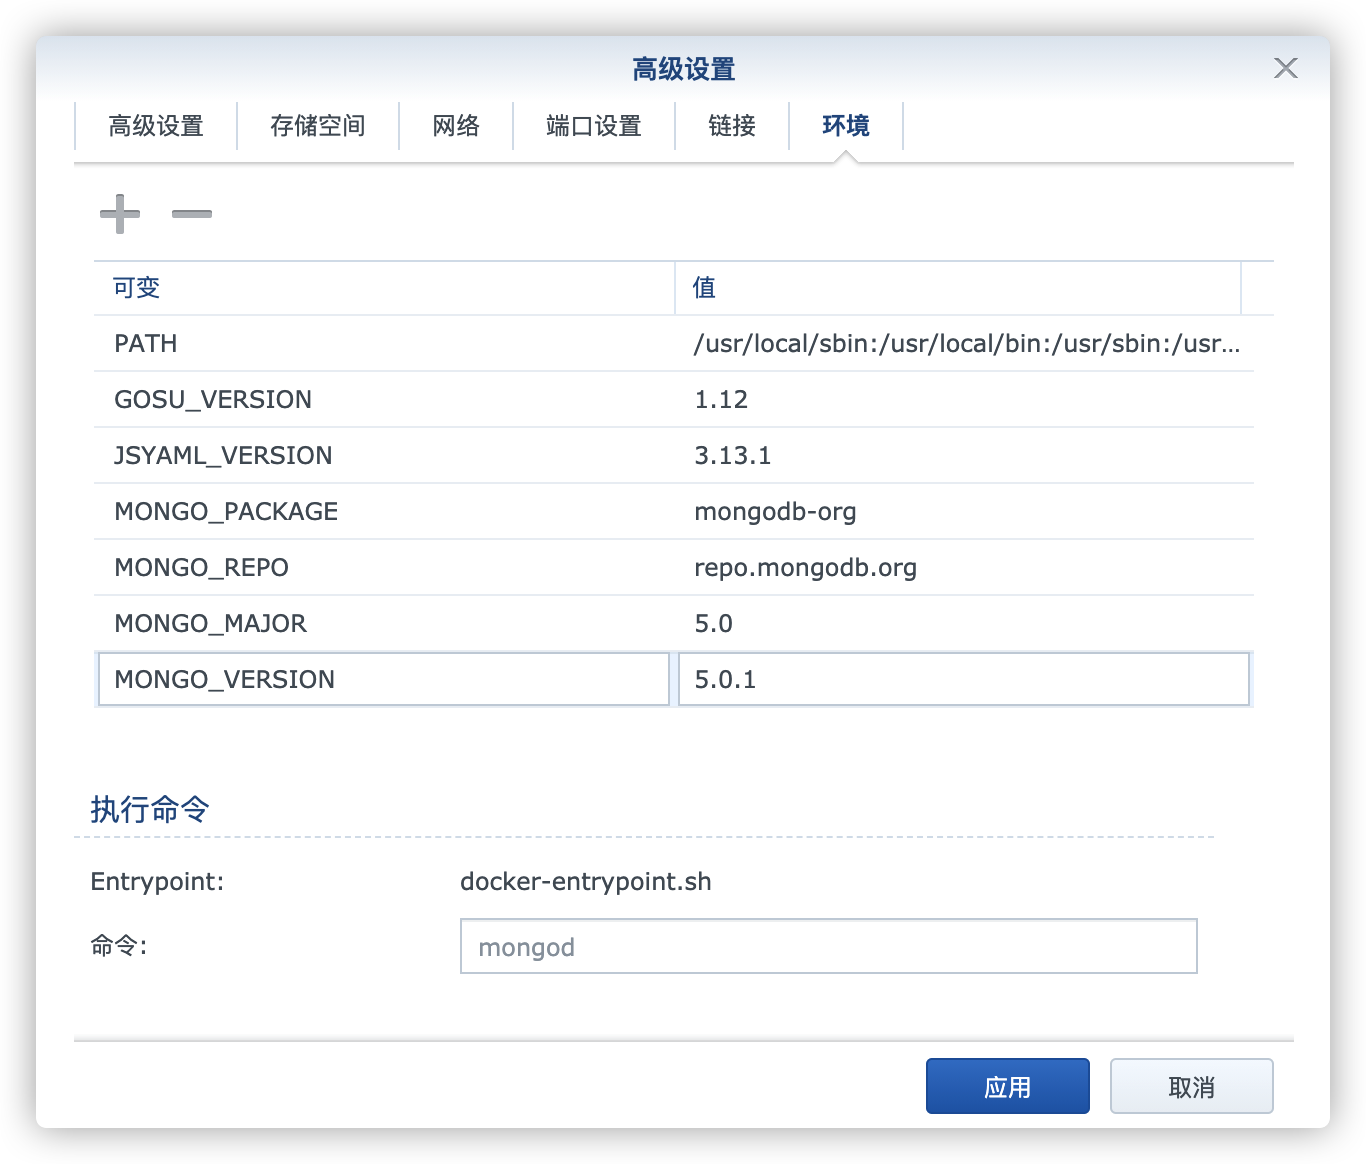 高级设置
高级设置 存储空间 网络 端口设置 链接 环境
可变 值
PATH /usr/local/sbin:/usr/local/bin:/usr/sbin:/usr...
GOSU_VERSION 1.12
JSYAML_VERSION 3.13.1
MONGO_PACKAGE mongodb-org
MONGO_REPO repo.mongodb.org
MONGO_MAJOR 5.0
MONGO_VERSION 5.0.1
执行命令
Entrypoint: docker-entrypoint.sh
命令: mongod
应用 取消